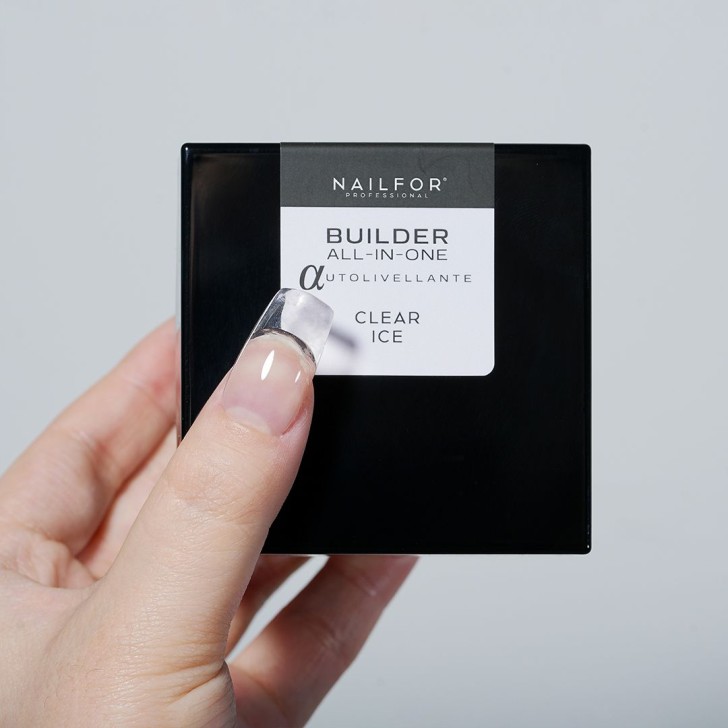 NAILFOR®
PROFESSIONAL
BUILDER
ALL-IN-ONE
αUTOLIVELLANTE
CLEAR
ICE